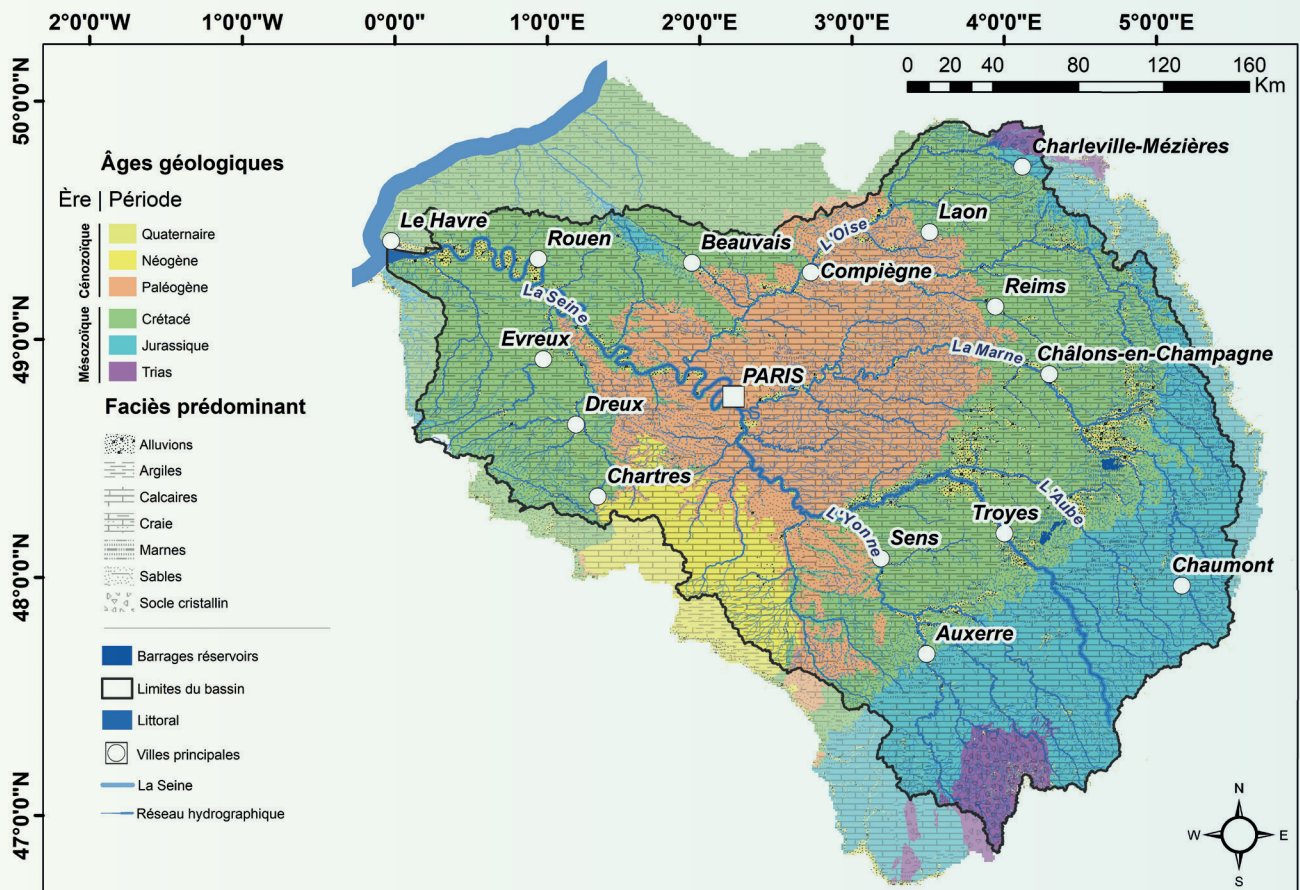 2°0'0"W
1°0'0"W
0°0'0"
1°0'0"E
2°0'0"E
3°0'0"E
4°0'0"E
5°0'0"E
50°0'0"N
49°0'0"N
48°0'0"N
47°0'0"N
0 20 40 80 120 160
Km
Âges géologiques
Ère | Période
Cénozoïque
Quaternaire
Néogène
Paléogène
Mésozoïque
Crétacé
Jurassique
Trias
Faciès prédominant
Alluvions
Argiles
Calcaires
Craie
Marnes
Sables
Socle cristallin
Barrages réservoirs
Limites du bassin
Littoral
Villes principales
La Seine
Réseau hydrographique
Charleville-Mézières
Le Havre
Rouen
Beauvais
L'Oise
Laon
Compiègne
Reims
La Seine
Evreux
La Marne
Châlons-en-Champagne
PARIS
Dreux
Chartres
L'Yonne
Sens
Troyes
L'Aube
Chaumont
Auxerre
N
W E
S